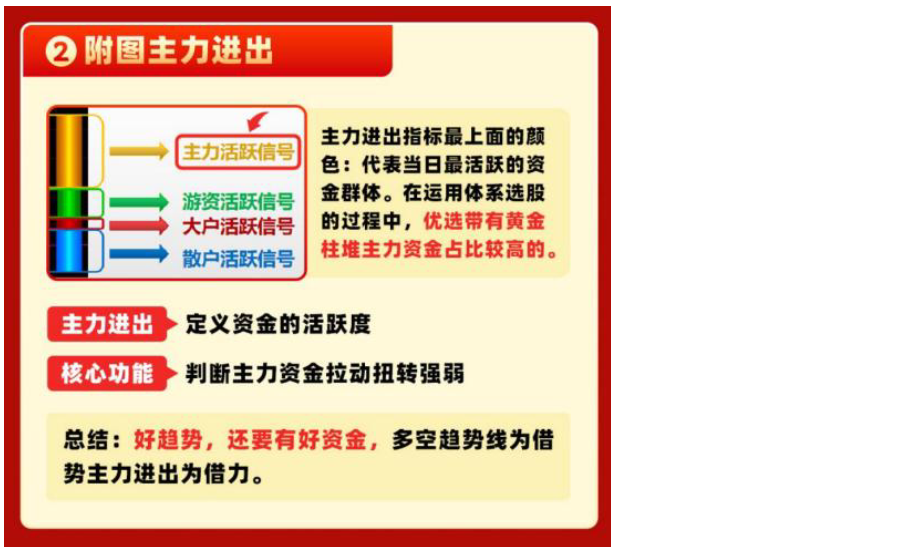 ② 附图主力进出
主力活跃信号
游资活跃信号
大户活跃信号
散户活跃信号
主力进出指标最上面的颜
色：代表当日最活跃的资
金群体。在运用体系选股
的过程中，优选带有黄金
柱堆主力资金占比较高的。
主力进出 定义资金的活跃度
核心功能 判断主力资金拉动扭转强弱
总结：好趋势，还要有好资金，多空趋势线为借
势主力进出为借力。